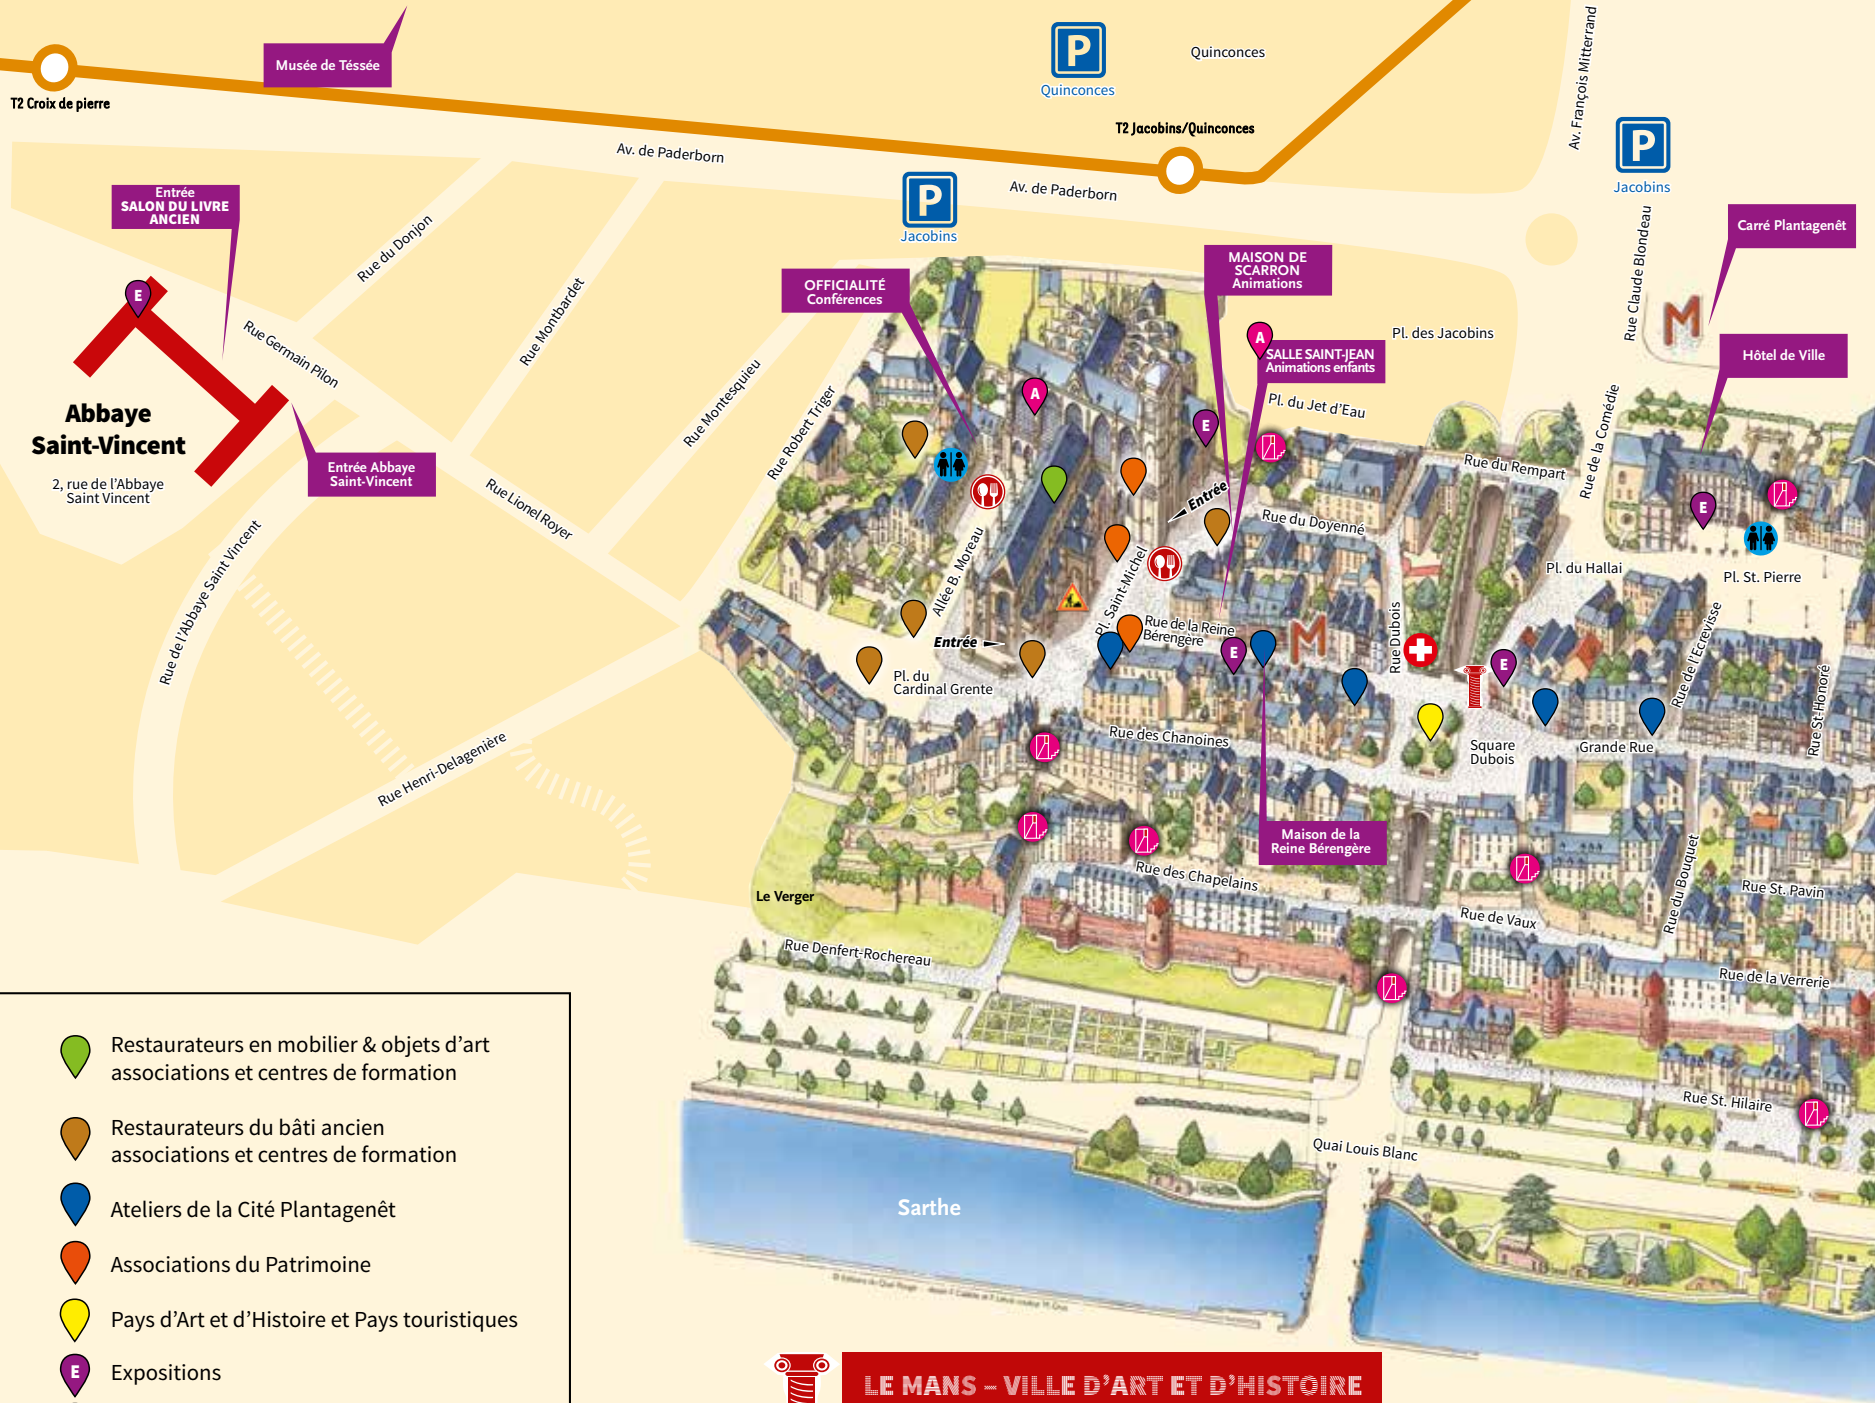 Musée de Téssée
T2 Croix de pierre
P
Quinconces
Quinconces
T2 Jacobins/Quinconces
Av. François Mitterrand
P
Jacobins
Av. de Paderborn
Av. de Paderborn
P
Jacobins
Entrée
SALON DU LIVRE
ANCIEN
Rue du Donjon
Rue Montbardet
Rue Germain Pilon
Rue Montesquieu
Rue Robert Triger
E
Abbaye
Saint-Vincent
2, rue de l'Abbaye
Saint Vincent
Entrée Abbaye
Saint-Vincent
Rue Lionel Royer
Rue de l'Abbaye Saint Vincent
Rue Henri-Delagenière
OFFICIALITÉ
Conférences
MAISON DE
SCARRON
Animations
A
SALLE SAINT-JEAN
Animations enfants
Pl. des Jacobins
Pl. du Jet d'Eau
Rue Claude Blondeau
M
Carré Plantagenêt
Hôtel de Ville
A
E
Rue du Rempart
Rue de la Comédie
E
Entrée
Rue du Doyenné
Allée B. Moreau
Pl. Saint-Michel
Pl. du Hallai
Pl. St. Pierre
Entrée
Rue de la Reine
Bérengère
E
M
Rue Dubois
E
Rue de l'Ecrevisse
Rue St-Honoré
Pl. du
Cardinal Grente
Rue des Chanoines
Square
Dubois
Grande Rue
Maison de la
Reine Bérengère
Rue des Chapelains
Le Verger
Rue Denfert-Rochereau
Rue de Vaux
Rue du Bouquet
Rue St. Pavin
Rue de la Verrerie
Rue St. Hilaire
Quai Louis Blanc
Sarthe
Restaurateurs en mobilier & objets d'art
associations et centres de formation
Restaurateurs du bâti ancien
associations et centres de formation
Ateliers de la Cité Plantagenêt
Associations du Patrimoine
Pays d'Art et d'Histoire et Pays touristiques
E
Expositions
LE MANS – VILLE D'ART ET D'HISTOIRE